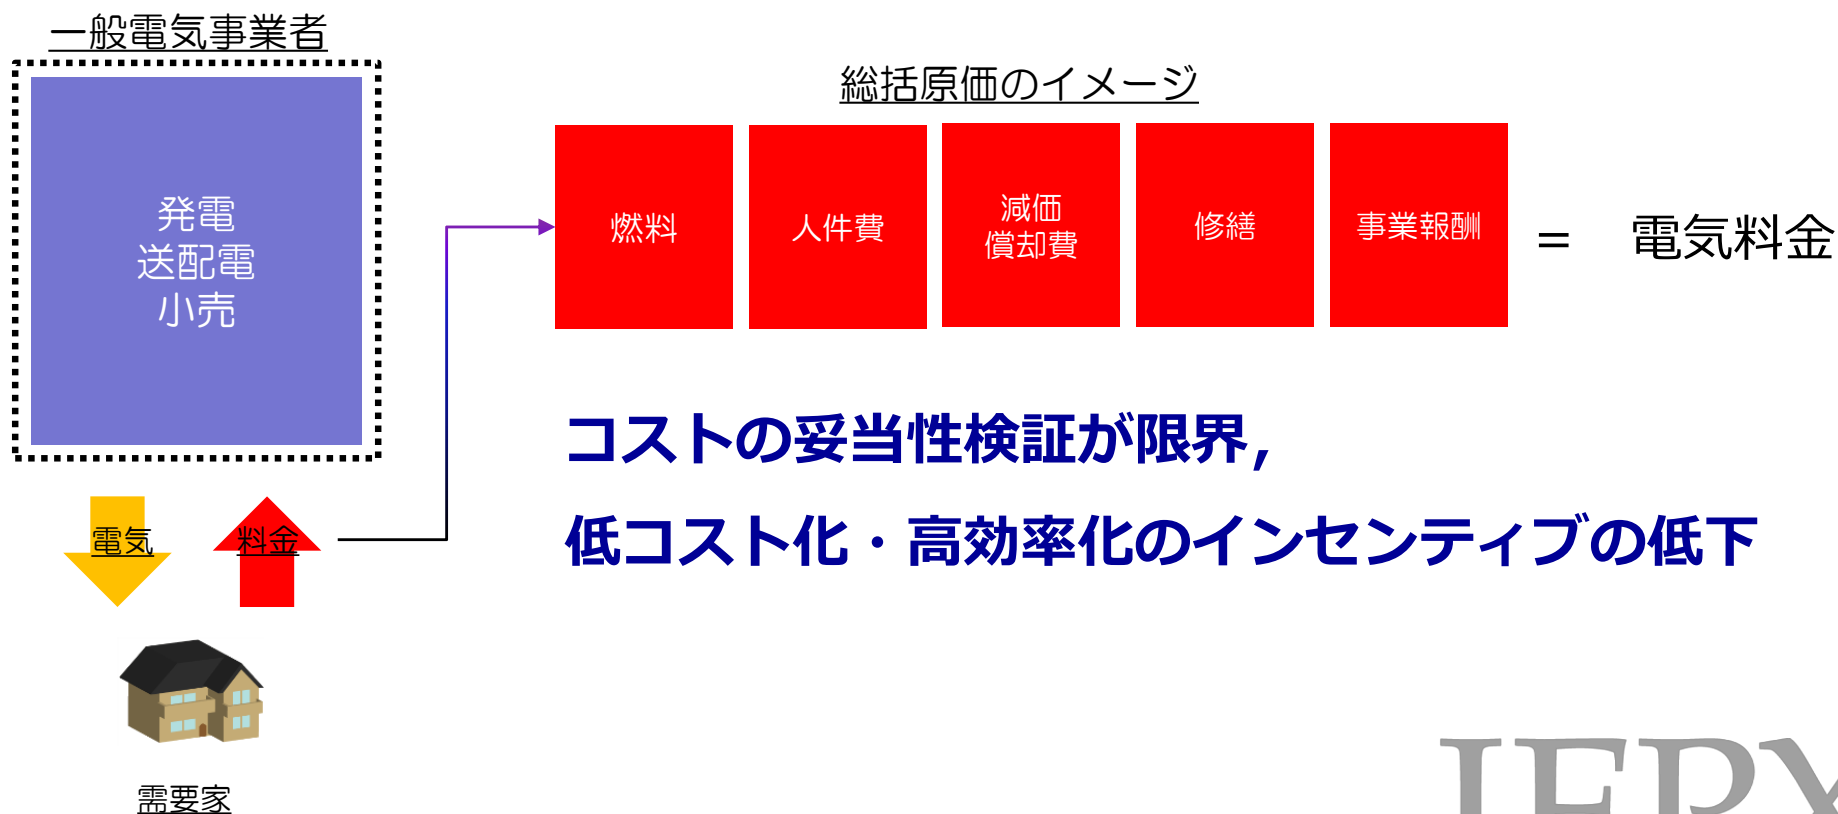 一般電気事業者
発電
送配電
小売
電気
料金
需要家
総括原価のイメージ
燃料
人件費
減価
償却費
修繕
事業報酬
= 電気料金
コストの妥当性検証が限界,
低コスト化・高効率化のインセンティブの低下
JEPX